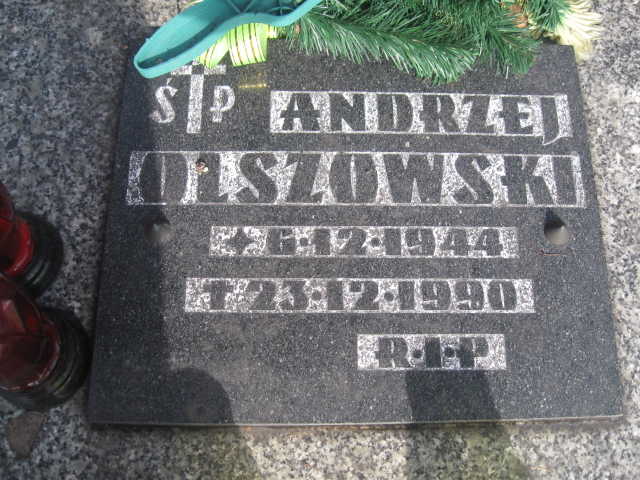 Ś P ANDRZEJ
OLSZOWSKI
* 6·12·1944
† 23·12·1990
R·I·P